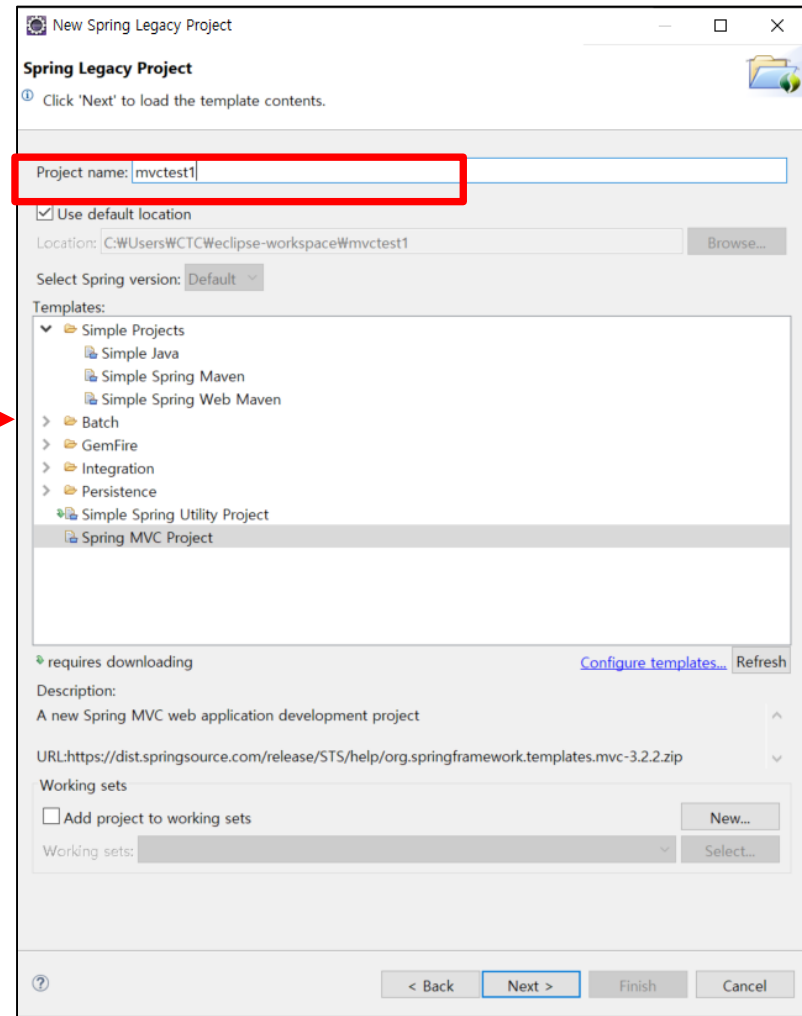 New Spring Legacy Project
Spring Legacy Project
Click 'Next' to load the template contents.
Project name: mvctest1
Use default location
Location: C:₩Users₩CTC₩eclipse-workspace₩mvctest1 Browse...
Select Spring version: Default
Templates:
Simple Projects
Simple Java
Simple Spring Maven
Simple Spring Web Maven
Batch
GemFire
Integration
Persistence
Simple Spring Utility Project
Spring MVC Project
requires downloading Configure templates... Refresh
Description:
A new Spring MVC web application development project
URL:https://dist.springsource.com/release/STS/help/org.springframework.templates.mvc-3.2.2.zip
Working sets
Add project to working sets New...
Working sets: Select...
? < Back Next > Finish Cancel